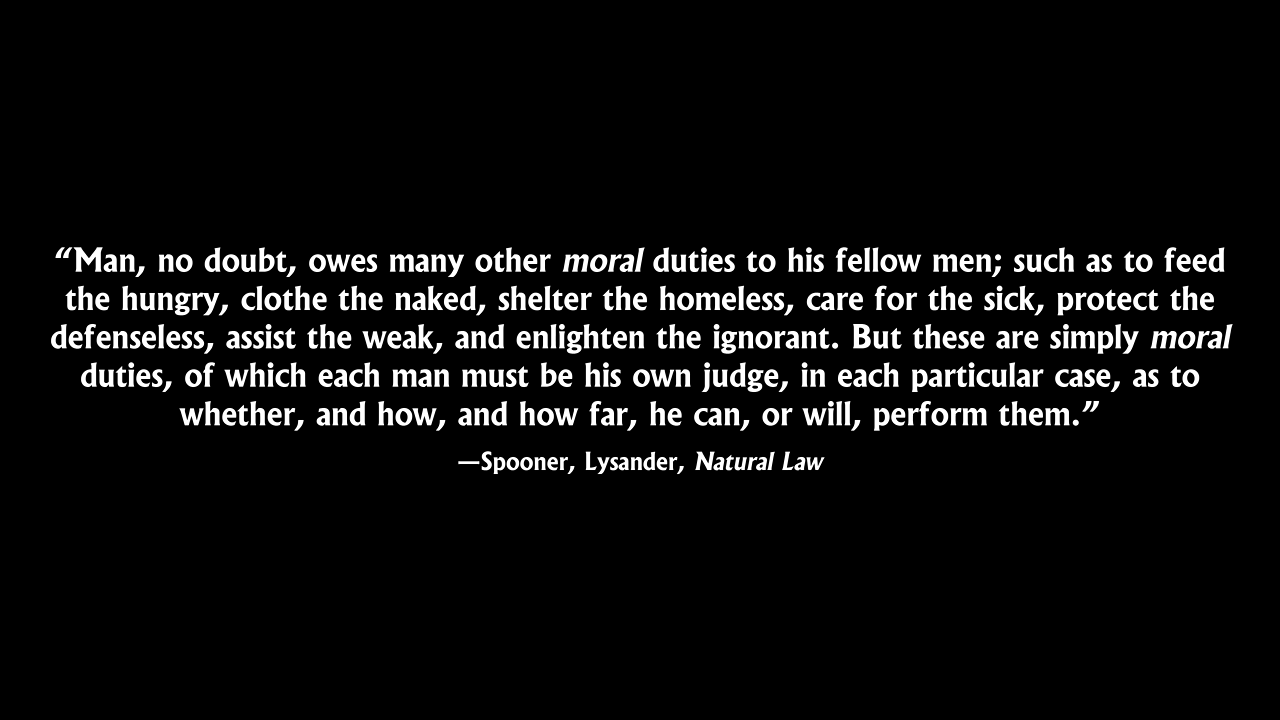 “Man, no doubt, owes many other moral duties to his fellow men; such as to feed
the hungry, clothe the naked, shelter the homeless, care for the sick, protect the
defenseless, assist the weak, and enlighten the ignorant. But these are simply moral
duties, of which each man must be his own judge, in each particular case, as to
whether, and how, and how far, he can, or will, perform them.”
—Spooner, Lysander, Natural Law